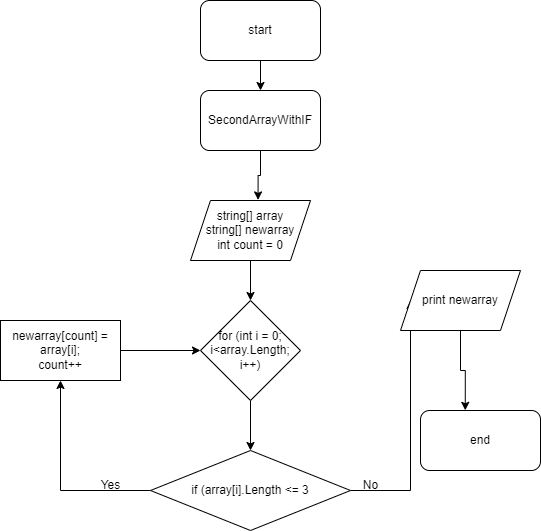 start
SecondArrayWithIF
string[] array
string[] newarray
int count = 0
for (int i = 0;
i<array.Length;
i++)
newarray[count] =
array[i];
count++
if (array[i].Length <= 3
Yes
No
print newarray
end